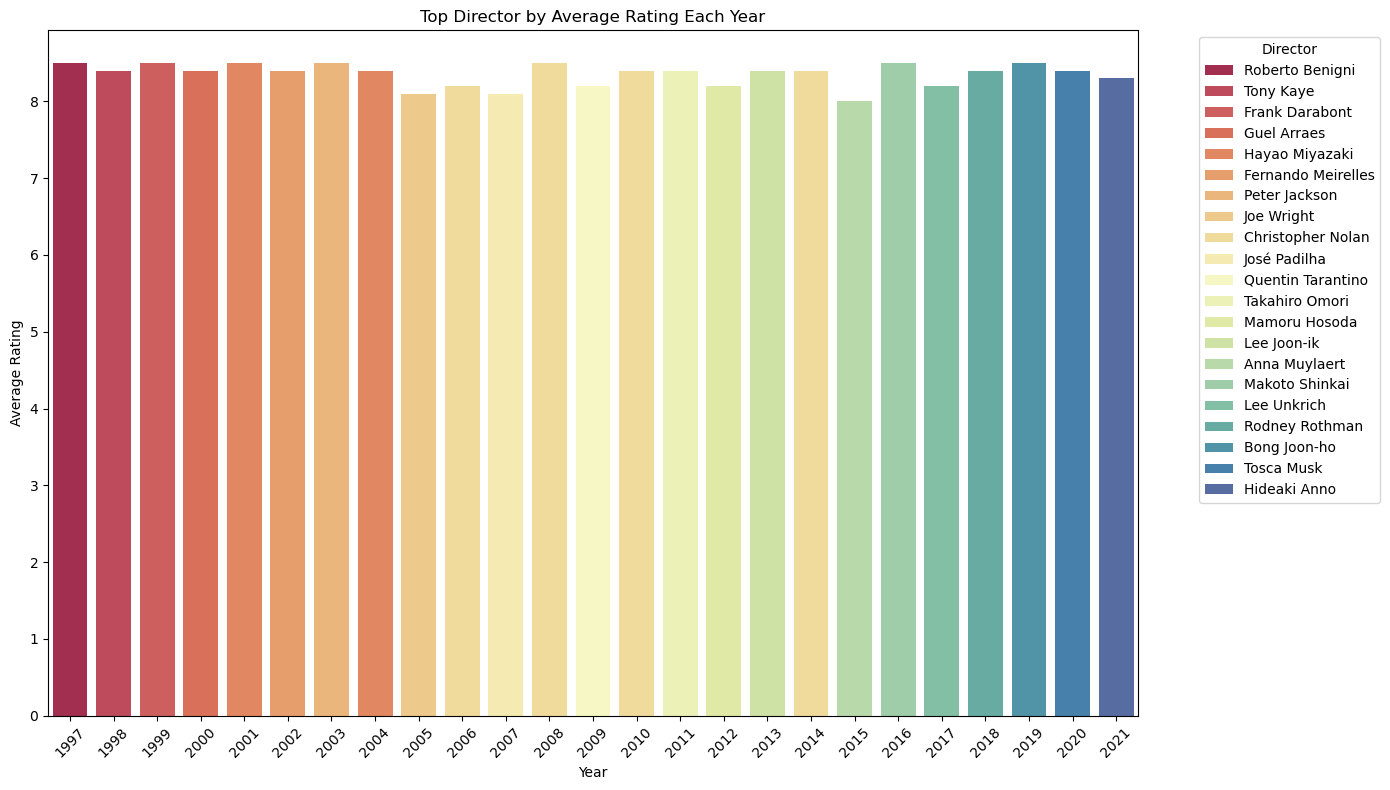 Top Director by Average Rating Each Year
Average Rating
8
7
6
5
4
3
2
1
0
1997
1998
1999
2000
2001
2002
2003
2004
2005
2006
2007
2008
2009
2010
2011
2012
2013
2014
2015
2016
2017
2018
2019
2020
2021
Year
Director
Roberto Benigni
Tony Kaye
Frank Darabont
Guel Arraes
Hayao Miyazaki
Fernando Meirelles
Peter Jackson
Joe Wright
Christopher Nolan
José Padilha
Quentin Tarantino
Takahiro Omori
Mamoru Hosoda
Lee Joon-ik
Anna Muylaert
Makoto Shinkai
Lee Unkrich
Rodney Rothman
Bong Joon-ho
Tosca Musk
Hideaki Anno